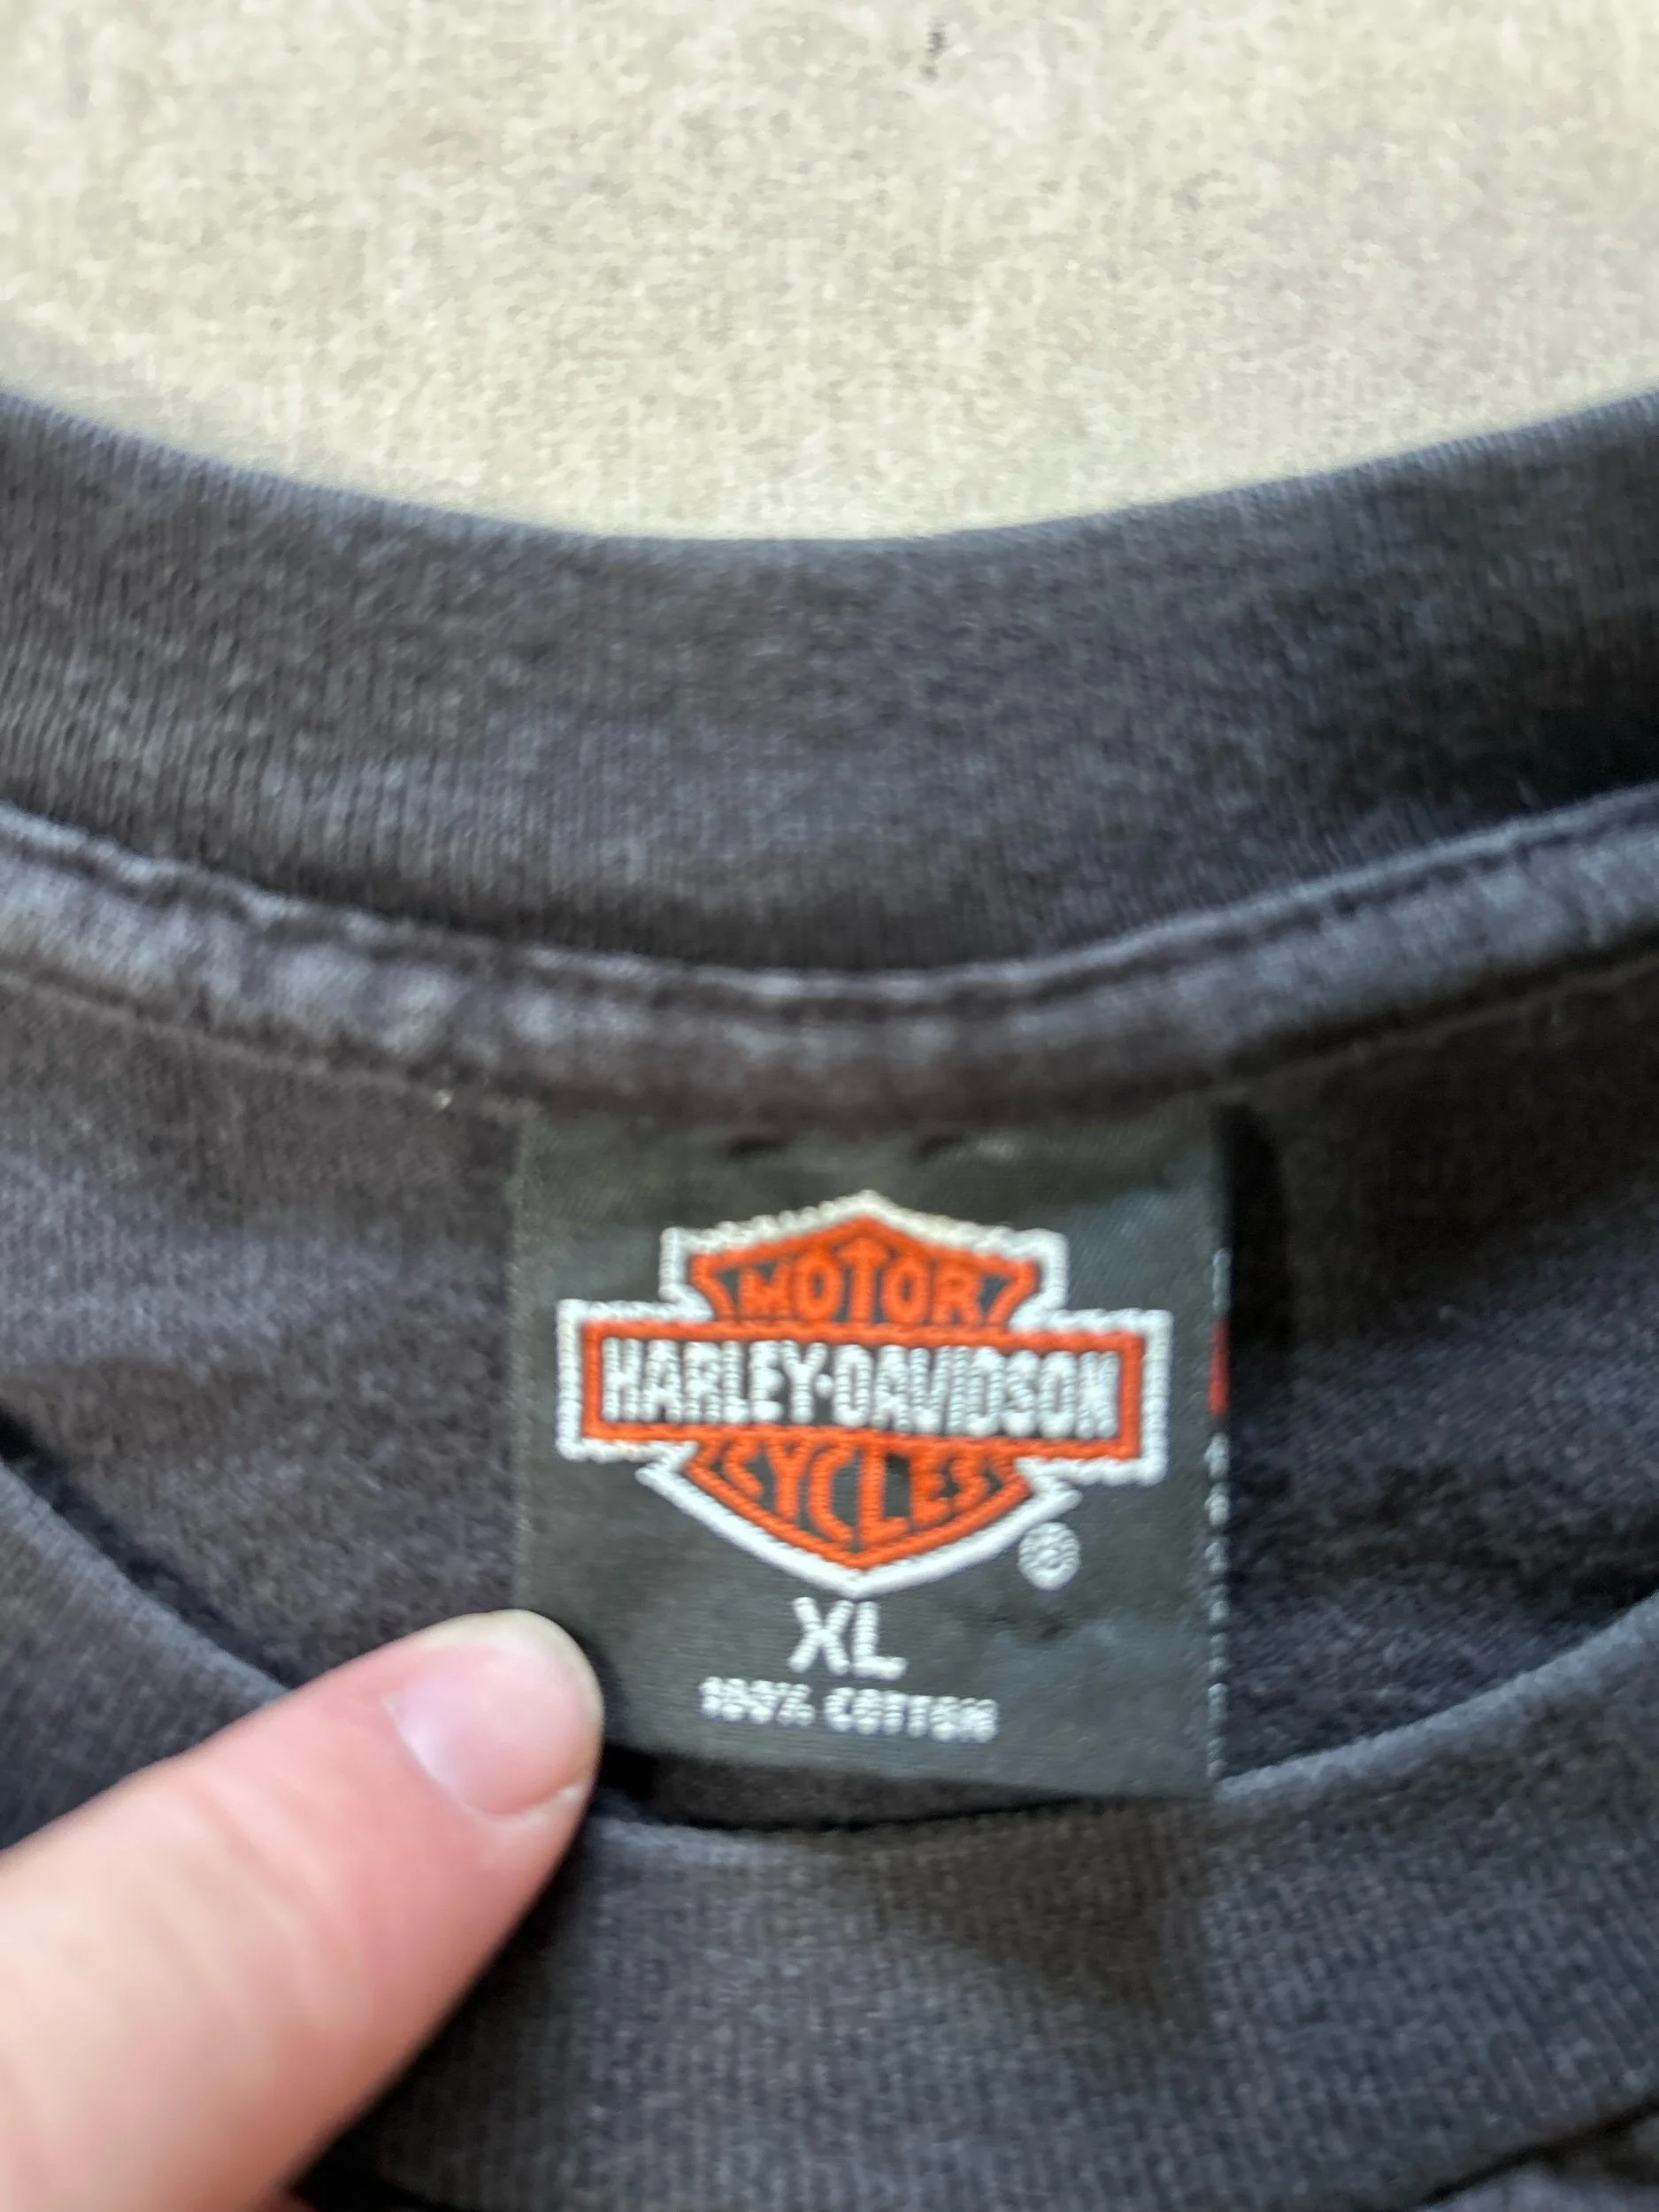 MOTOR
HARLEY-DAVIDSON
CYCLES
®
XL
100% COTTON